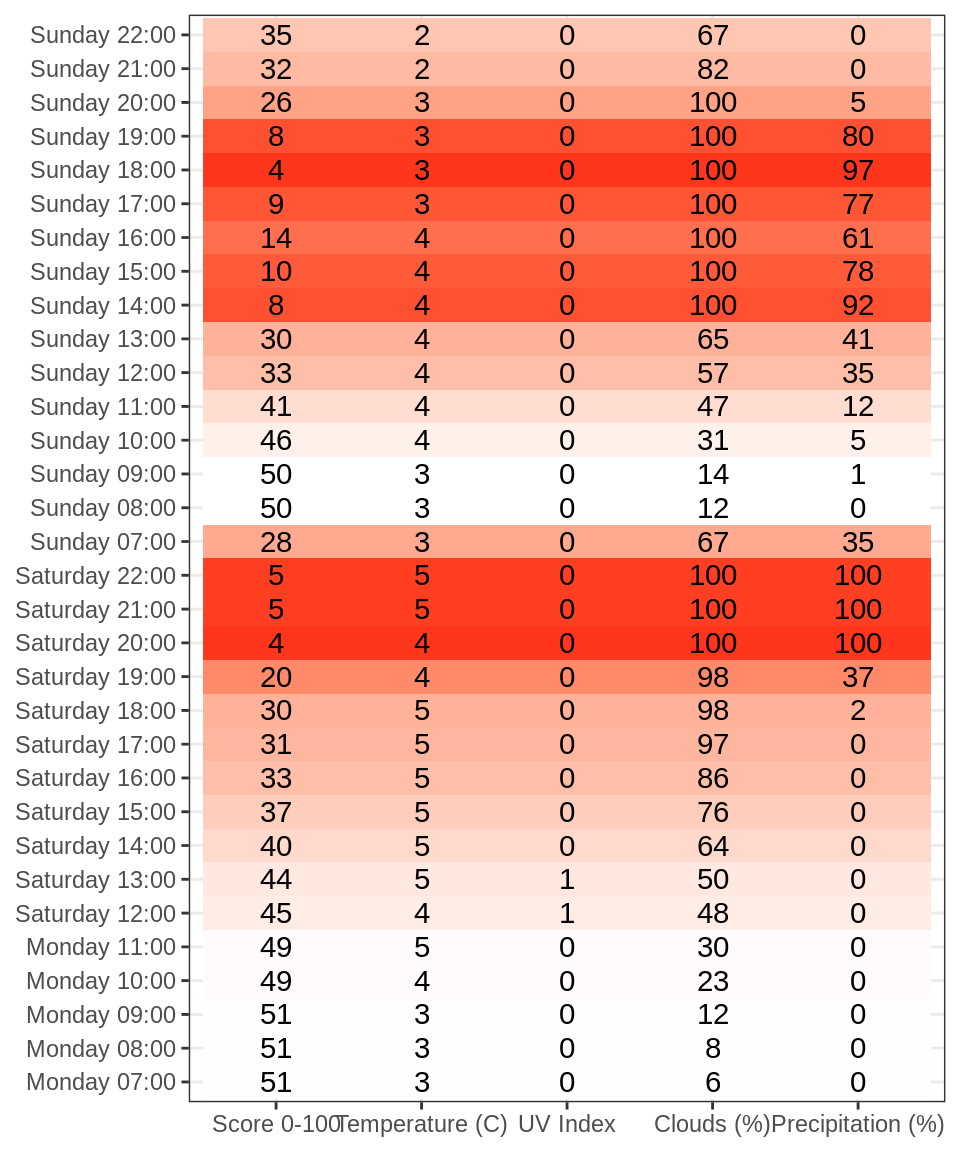 Sunday 22:00 35 2 0 67 0
Sunday 21:00 32 2 0 82 0
Sunday 20:00 26 3 0 100 5
Sunday 19:00 8 3 0 100 80
Sunday 18:00 4 3 0 100 97
Sunday 17:00 9 3 0 100 77
Sunday 16:00 14 4 0 100 61
Sunday 15:00 10 4 0 100 78
Sunday 14:00 8 4 0 100 92
Sunday 13:00 30 4 0 65 41
Sunday 12:00 33 4 0 57 35
Sunday 11:00 41 4 0 47 12
Sunday 10:00 46 4 0 31 5
Sunday 09:00 50 3 0 14 1
Sunday 08:00 50 3 0 12 0
Sunday 07:00 28 3 0 67 35
Saturday 22:00 5 5 0 100 100
Saturday 21:00 5 5 0 100 100
Saturday 20:00 4 4 0 100 100
Saturday 19:00 20 4 0 98 37
Saturday 18:00 30 5 0 98 2
Saturday 17:00 31 5 0 97 0
Saturday 16:00 33 5 0 86 0
Saturday 15:00 37 5 0 76 0
Saturday 14:00 40 5 0 64 0
Saturday 13:00 44 5 1 50 0
Saturday 12:00 45 4 1 48 0
Monday 11:00 49 5 0 30 0
Monday 10:00 49 4 0 23 0
Monday 09:00 51 3 0 12 0
Monday 08:00 51 3 0 8 0
Monday 07:00 51 3 0 6 0
Score 0-100 Temperature (C) UV Index Clouds (%) Precipitation (%)